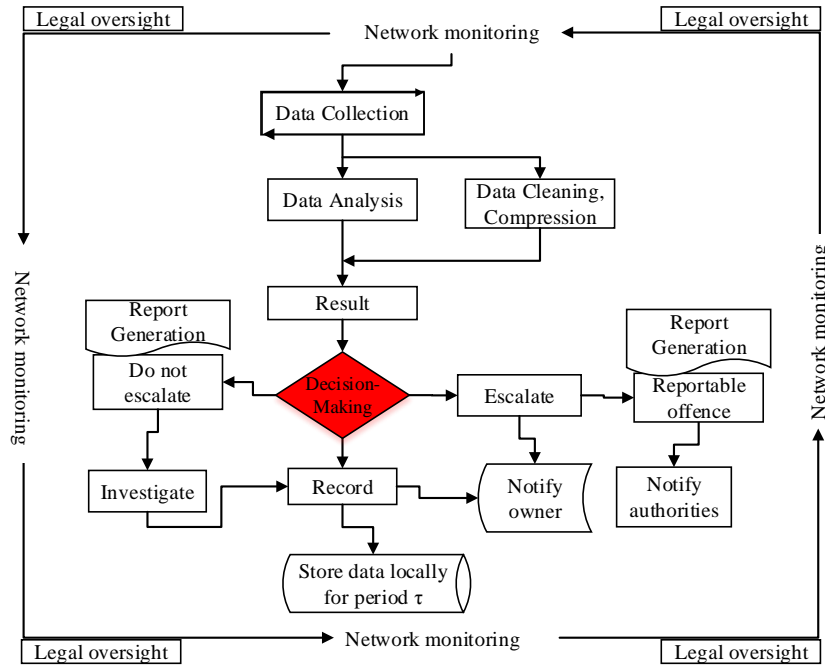 Legal oversight
Legal oversight
Network monitoring
Data Collection
Data Analysis
Data Cleaning,
Compression
Network monitoring
Network monitoring
Result
Report
Generation
Report
Generation
Do not
escalate
Decision-
Making
Escalate
Reportable
offence
Investigate
Record
Notify
owner
Notify
authorities
Store data locally
for period τ
Network monitoring
Legal oversight
Legal oversight